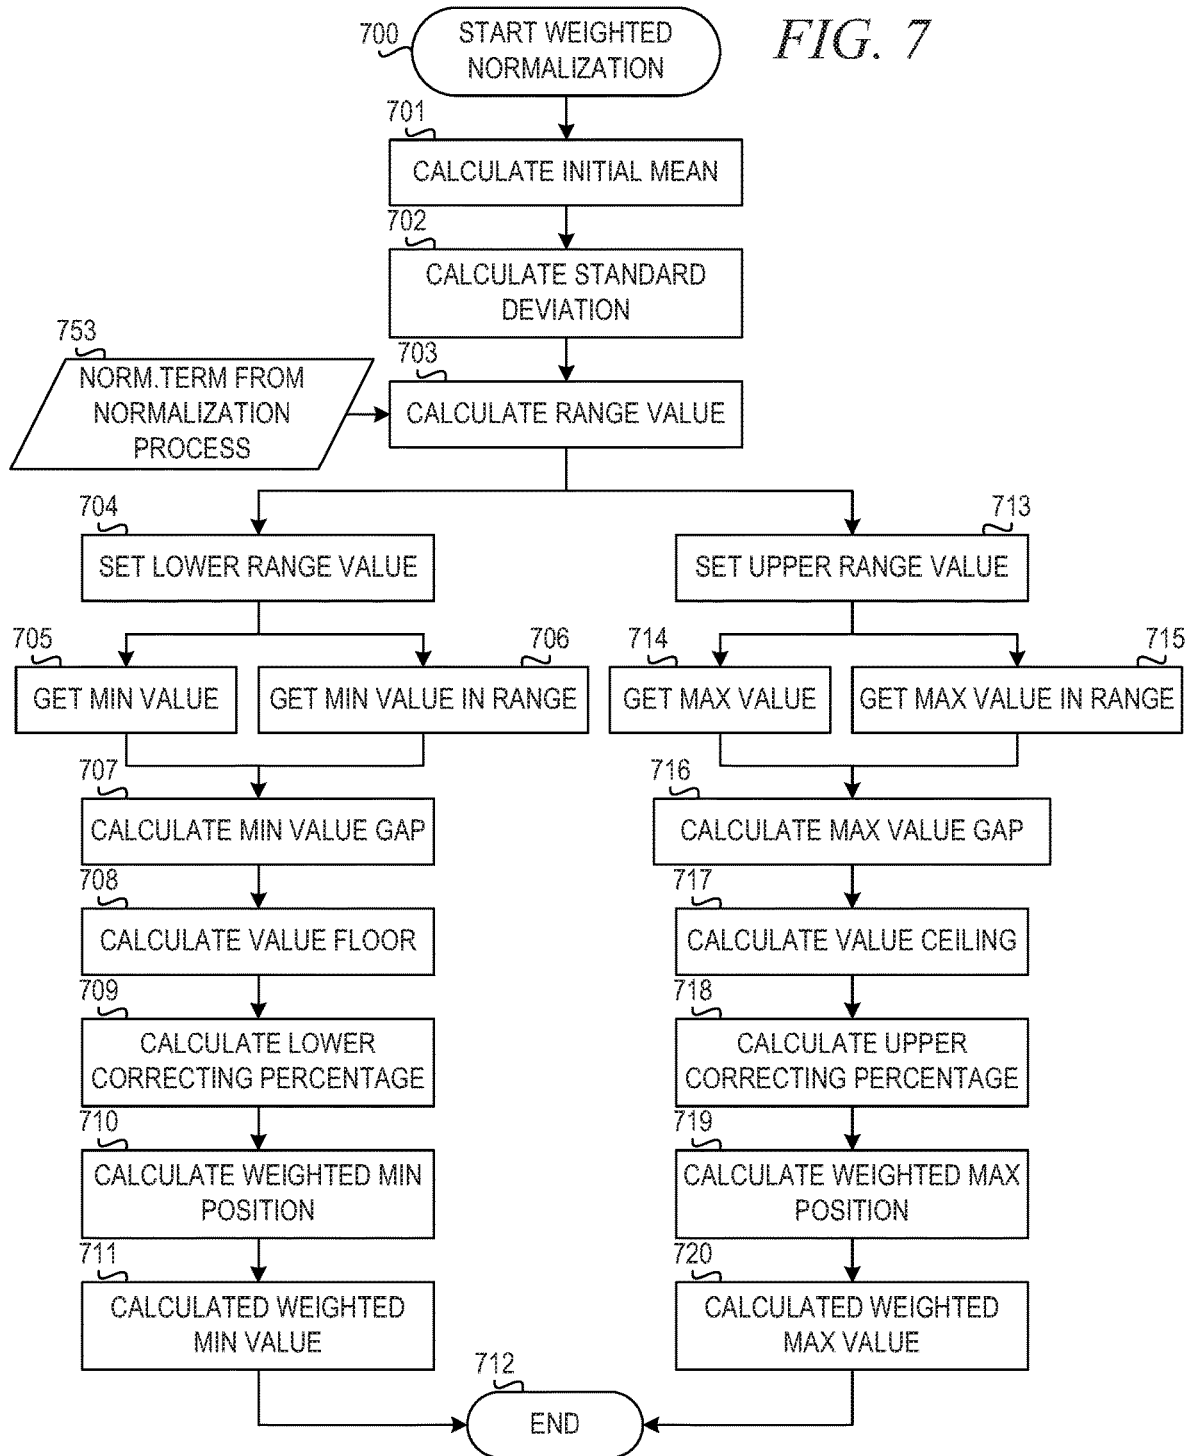 FIG. 7
700
START WEIGHTED
NORMALIZATION
701
CALCULATE INITIAL MEAN
702
CALCULATE STANDARD
DEVIATION
753
NORM.TERM FROM
NORMALIZATION
PROCESS
703
CALCULATE RANGE VALUE
704
SET LOWER RANGE VALUE
713
SET UPPER RANGE VALUE
705
GET MIN VALUE
706
GET MIN VALUE IN RANGE
714
GET MAX VALUE
715
GET MAX VALUE IN RANGE
707
CALCULATE MIN VALUE GAP
716
CALCULATE MAX VALUE GAP
708
CALCULATE VALUE FLOOR
717
CALCULATE VALUE CEILING
709
CALCULATE LOWER
CORRECTING PERCENTAGE
718
CALCULATE UPPER
CORRECTING PERCENTAGE
710
CALCULATE WEIGHTED MIN
POSITION
719
CALCULATE WEIGHTED MAX
POSITION
711
CALCULATED WEIGHTED
MIN VALUE
720
CALCULATED WEIGHTED
MAX VALUE
712
END